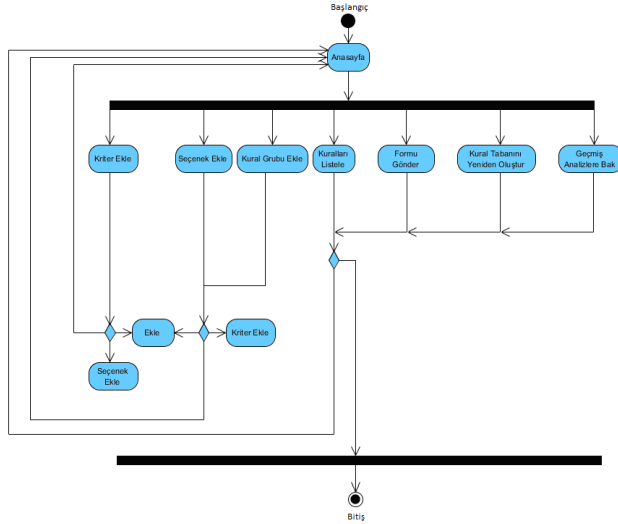 Başlangıç
Anasayfa
Kriter Ekle
Seçenek Ekle
Kural Grubu Ekle
Kuralları
Listele
Formu
Gönder
Kural Tabanını
Yeniden Oluştur
Geçmiş
Analizlere Bak
Ekle
Kriter Ekle
Seçenek
Ekle
Bitiş